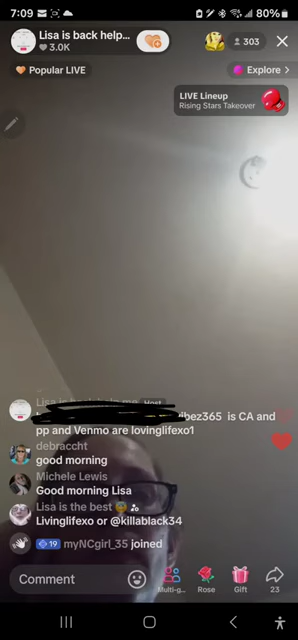 7:09
80%
Lisa is back help...
3.0K
303
Popular LIVE
Explore >
LIVE Lineup
Rising Stars Takeover
Host
ibez365 is CA and
pp and Venmo are lovinglifexo1
debraccht
good morning
Michele Lewis
Good morning Lisa
Lisa is the best
Livinglifexo or @killablack34
19 myNCgirl_35 joined
Comment
Multi-g...
Rose
Gift
23